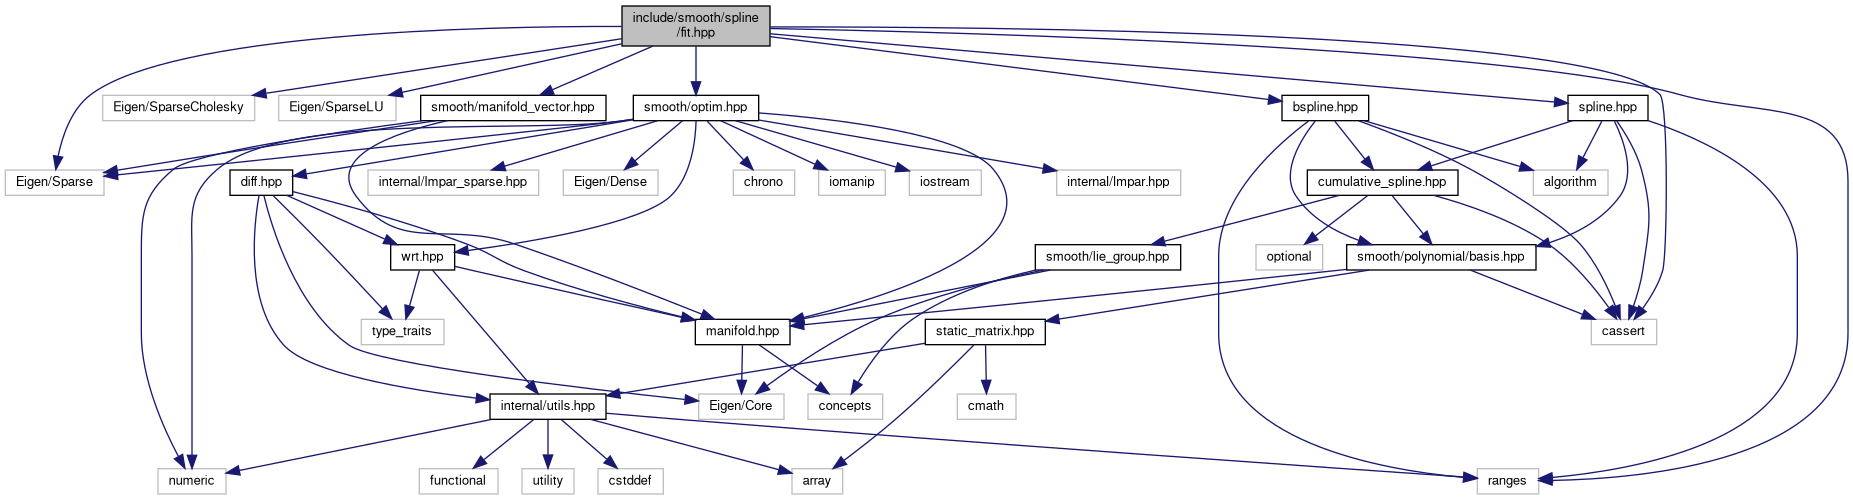 include/smooth/spline
/fit.hpp
Eigen/SparseCholesky
Eigen/SparseLU
smooth/manifold_vector.hpp
smooth/optim.hpp
bspline.hpp
spline.hpp
Eigen/Sparse
diff.hpp
internal/lmpar_sparse.hpp
Eigen/Dense
chrono
iomanip
iostream
internal/lmpar.hpp
cumulative_spline.hpp
algorithm
wrt.hpp
smooth/lie_group.hpp
optional
smooth/polynomial/basis.hpp
type_traits
manifold.hpp
static_matrix.hpp
cassert
internal/utils.hpp
Eigen/Core
concepts
cmath
numeric
functional
utility
cstddef
array
ranges